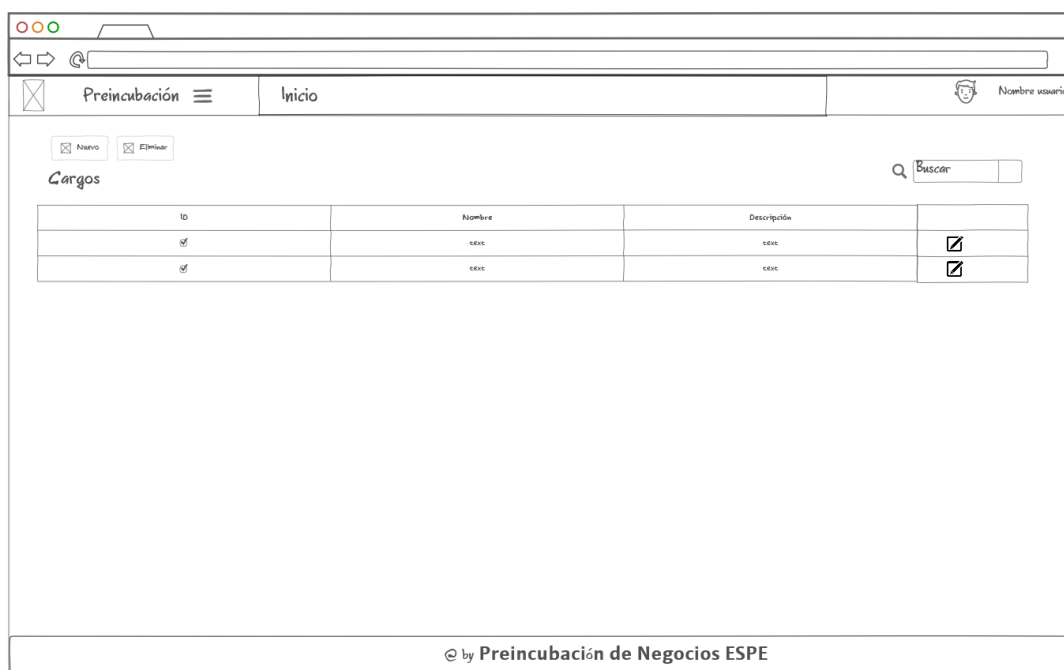 Preincubación
Inicio
Nombre usuario
Nuevo
Eliminar
Cargos
Buscar
ID Nombre Descripción
text text
text text
@ by Preincubación de Negocios ESPE